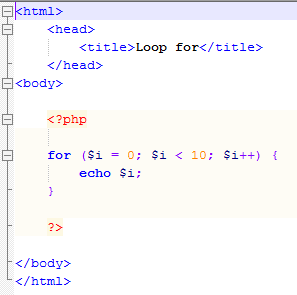 <html>
<head>
<title>Loop for</title>
</head>
<body>
<?php
for ($i = 0; $i < 10; $i++) {
echo $i;
}
?>
</body>
</html>